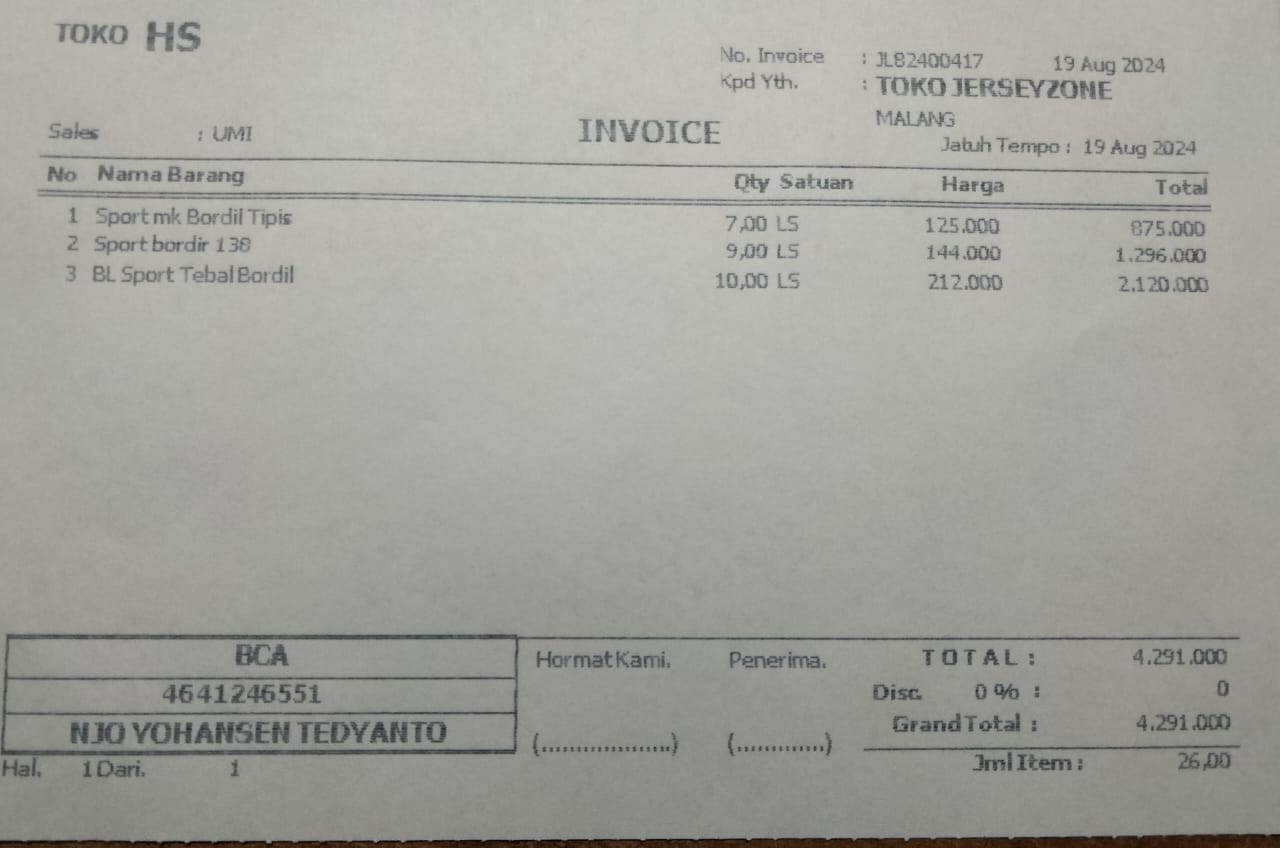 TOKO HS
No. Invoice : JL82400417 19 Aug 2024
Kpd Yth. : TOKO JERSEYZONE
MALANG
Sales : UMI
INVOICE
Jatuh Tempo : 19 Aug 2024
No Nama Barang Qty Satuan Harga Total
1 Sport mk Bordil Tipis 7,00 LS 125.000 875.000
2 Sport bordir 138 9,00 LS 144.000 1.296.000
3 BL Sport Tebal Bordil 10,00 LS 212.000 2.120.000
BCA
4641246551
NJO YOHANSEN TEDYANTO
Hormat Kami. Penerima.
(....................) (.............)
TOTAL : 4.291.000
Disc. 0 % : 0
Grand Total : 4.291.000
Jml Item : 26,00
Hal. 1 Dari. 1